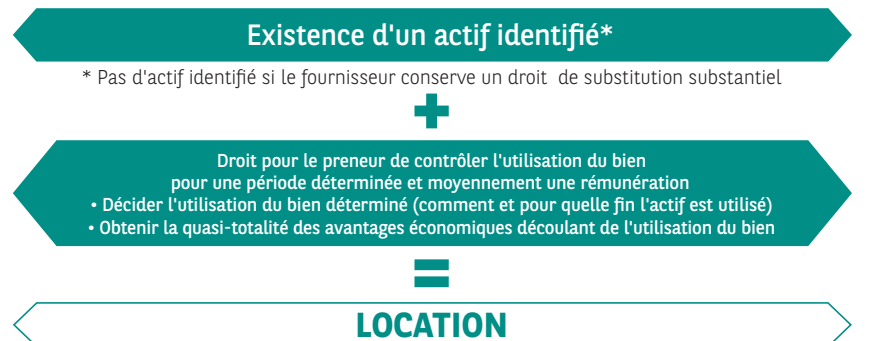 Existence d'un actif identifié*
* Pas d'actif identifié si le fournisseur conserve un droit de substitution substantiel
+
Droit pour le preneur de contrôler l'utilisation du bien
pour une période déterminée et moyennement une rémunération
• Décider l'utilisation du bien déterminé (comment et pour quelle fin l'actif est utilisé)
• Obtenir la quasi-totalité des avantages économiques découlant de l'utilisation du bien
=
LOCATION